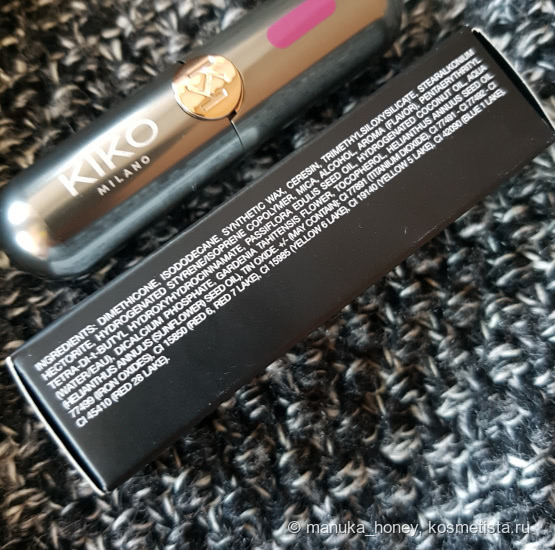 KIKO
MILANO
INGREDIENTS: DIMETHICONE, ISODODECANE, SYNTHETIC WAX, CERESIN, TRIMETHYLSILOXYSILICATE, STEARALKONIUM
HECTORITE, HYDROGENATED STYRENE/ISOPRENE COPOLYMER, MICA, ALCOHOL, AROMA (FLAVOR), PENTAERYTHRITYL
TETRA-DI-t-BUTYL HYDROXYHYDROCINNAMATE, PASSIFLORA EDULIS SEED OIL, HYDROGENATED COCONUT OIL, AQUA
(WATER/EAU), DICALCIUM PHOSPHATE, GARDENIA TAHITENSIS FLOWER, TOCOPHEROL, HELIANTHUS ANNUUS SEED OIL
(HELIANTHUS ANNUUS (SUNFLOWER) SEED OIL), TIN OXIDE. +/- (MAY CONTAIN): CI 77891 (TITANIUM DIOXIDE), CI 77491 - CI 77492 - CI
77499 (IRON OXIDES), CI 15850 (RED 6, RED 7 LAKE), CI 15985 (YELLOW 6 LAKE), CI 19140 (YELLOW 5 LAKE), CI 42090 (BLUE 1 LAKE),
CI 45410 (RED 28 LAKE).
© manuka_honey, kosmetista.ru